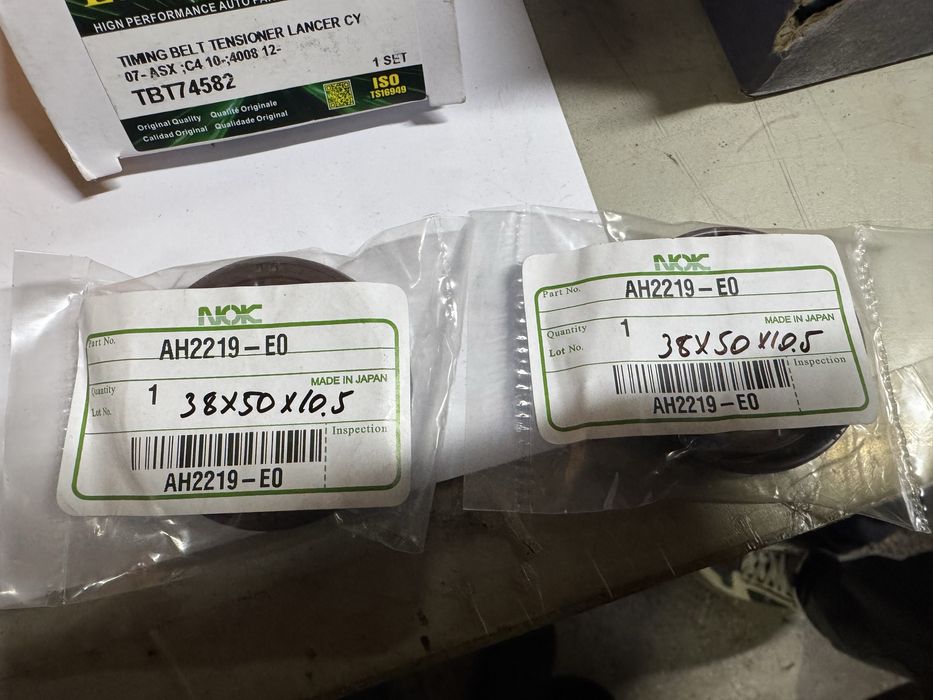 HIGH PERFORMANCE AUTO PA
TIMING BELT TENSIONER LANCER CY
07- ASX ;C4 10-;4008 12-
1 SET
TBT74582
ISO
TS16949
Original Quality Qualité Originale
Calidad Original Qualidade Original
NOK
Part No.
AH2219-E0
Quantity
1
MADE IN JAPAN
Lot No.
38X50X10.5
Inspection
AH2219-E0
NOK
Part No.
AH2219-E0
Quantity
1
MADE IN JAPAN
Lot No.
38X50X10.5
Inspection
AH2219-E0